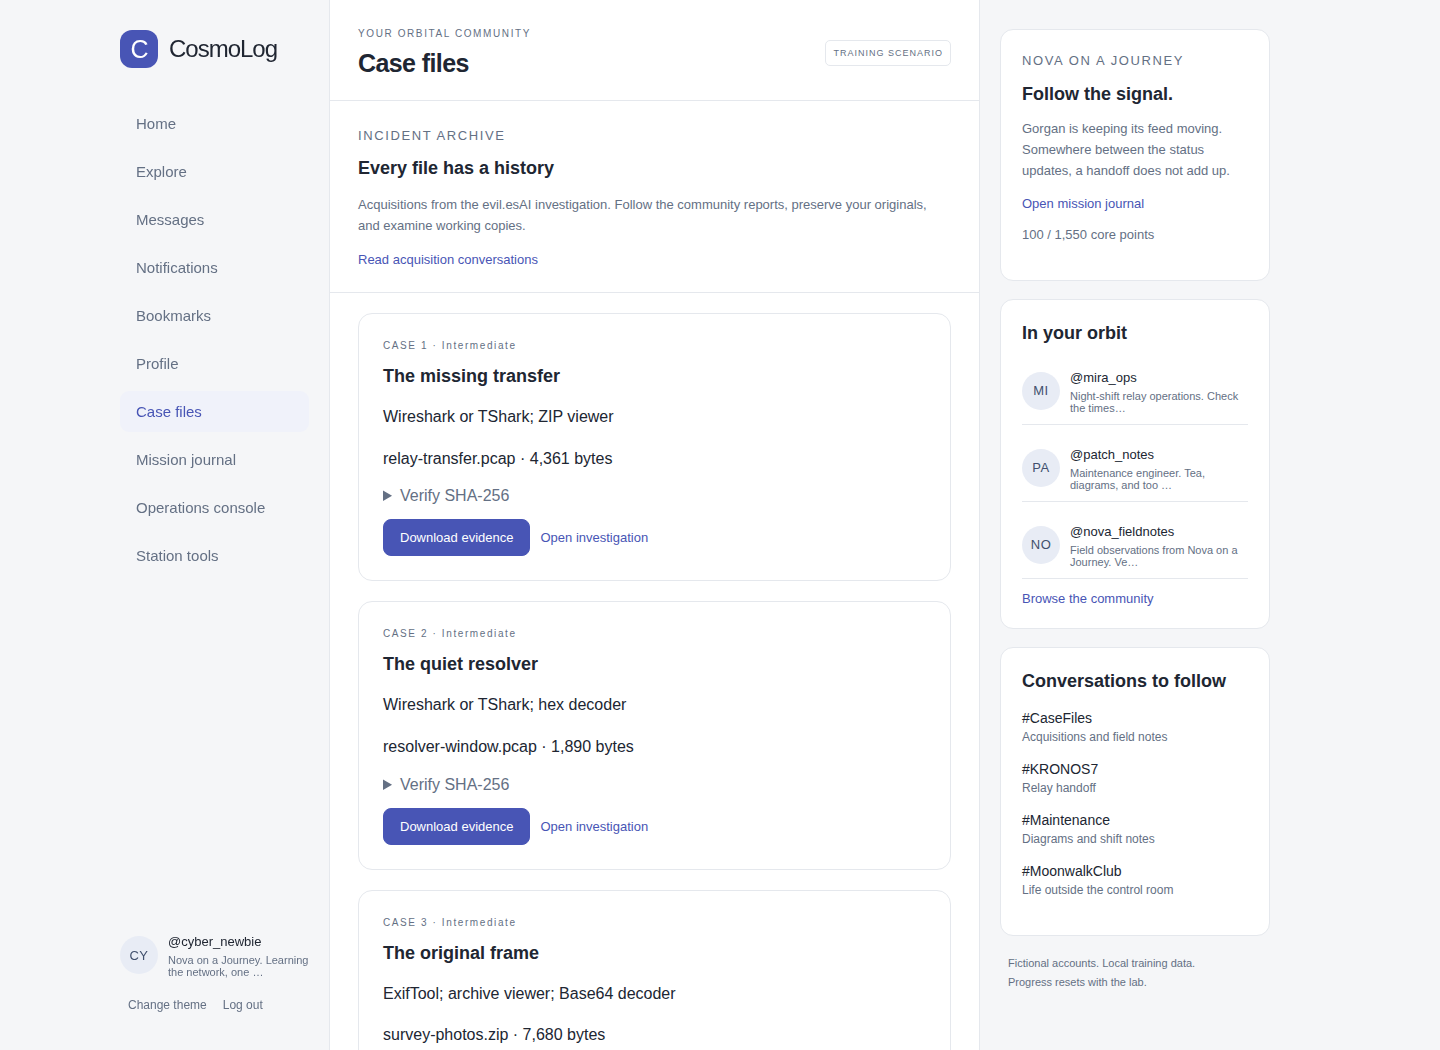 C CosmoLog
Home
Explore
Messages
Notifications
Bookmarks
Profile
Case files
Mission journal
Operations console
Station tools
CY
@cyber_newbie
Nova on a Journey. Learning
the network, one …
Change theme Log out
YOUR ORBITAL COMMUNITY
Case files
TRAINING SCENARIO
INCIDENT ARCHIVE
Every file has a history
Acquisitions from the evil.esAI investigation. Follow the community reports, preserve your originals,
and examine working copies.
Read acquisition conversations
CASE 1 · Intermediate
The missing transfer
Wireshark or TShark; ZIP viewer
relay-transfer.pcap · 4,361 bytes
Verify SHA-256
Download evidence Open investigation
CASE 2 · Intermediate
The quiet resolver
Wireshark or TShark; hex decoder
resolver-window.pcap · 1,890 bytes
Verify SHA-256
Download evidence Open investigation
CASE 3 · Intermediate
The original frame
ExifTool; archive viewer; Base64 decoder
survey-photos.zip · 7,680 bytes
NOVA ON A JOURNEY
Follow the signal.
Gorgan is keeping its feed moving.
Somewhere between the status
updates, a handoff does not add up.
Open mission journal
100 / 1,550 core points
In your orbit
MI
@mira_ops
Night-shift relay operations. Check
the times…
PA
@patch_notes
Maintenance engineer. Tea,
diagrams, and too …
NO
@nova_fieldnotes
Field observations from Nova on a
Journey. Ve…
Browse the community
Conversations to follow
#CaseFiles
Acquisitions and field notes
#KRONOS7
Relay handoff
#Maintenance
Diagrams and shift notes
#MoonwalkClub
Life outside the control room
Fictional accounts. Local training data.
Progress resets with the lab.